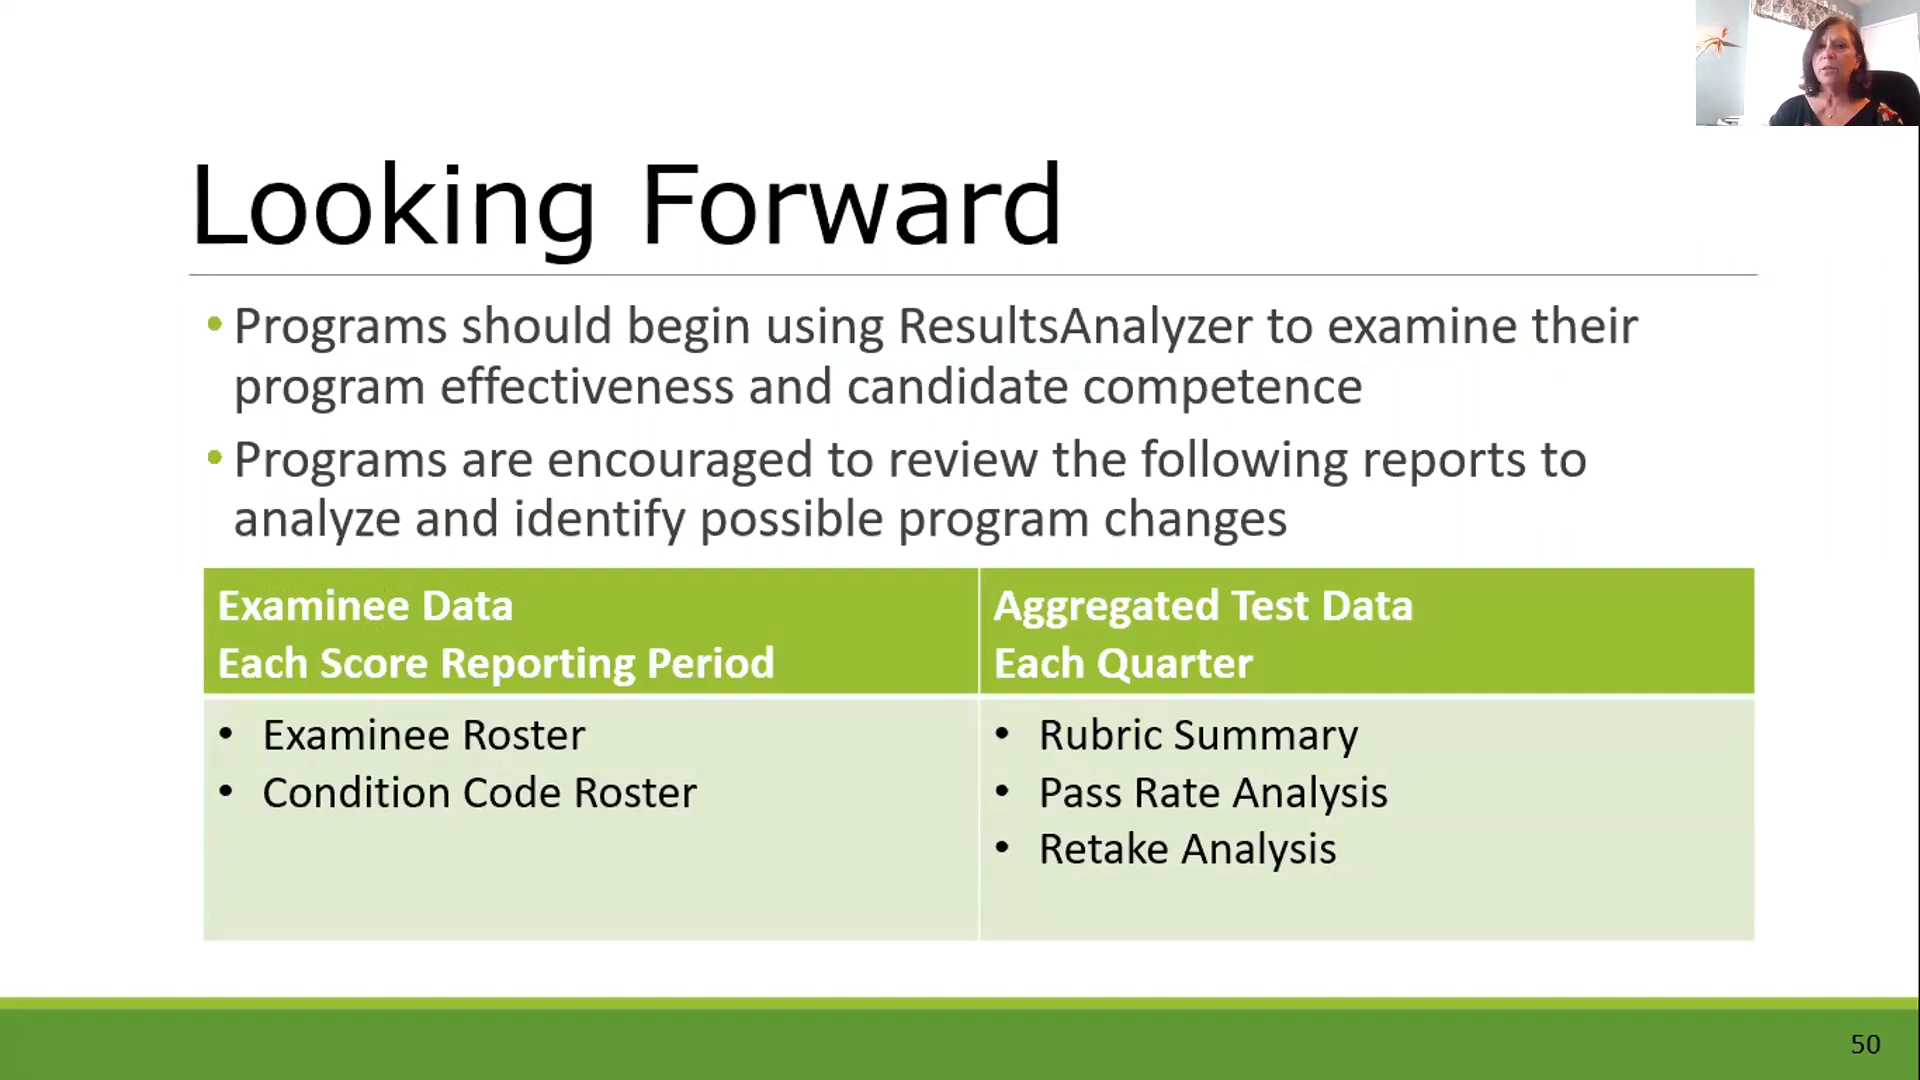 Looking Forward
• Programs should begin using ResultsAnalyzer to examine their
program effectiveness and candidate competence
• Programs are encouraged to review the following reports to
analyze and identify possible program changes
Examinee Data
Each Score Reporting Period
• Examinee Roster
• Condition Code Roster
Aggregated Test Data
Each Quarter
• Rubric Summary
• Pass Rate Analysis
• Retake Analysis
50